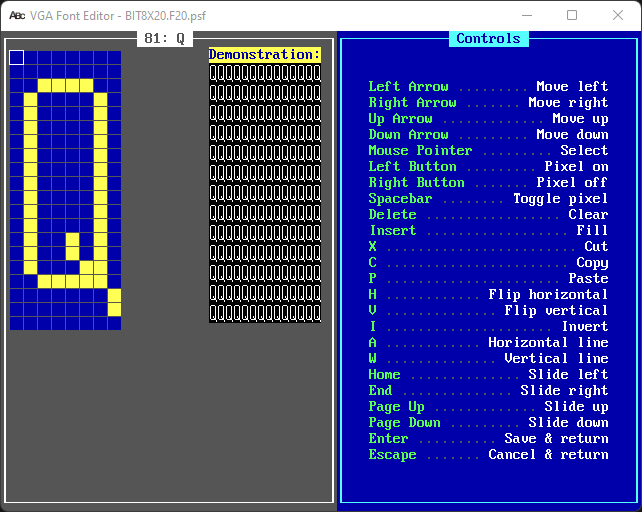 ABC VGA Font Editor - BIT8X20.F20.psf
81: Q
Demonstration:
QQQQQQQQQQQQQQ
QQQQQQQQQQQQQQ
QQQQQQQQQQQQQQ
QQQQQQQQQQQQQQ
QQQQQQQQQQQQQQ
QQQQQQQQQQQQQQ
QQQQQQQQQQQQQQ
QQQQQQQQQQQQQQ
QQQQQQQQQQQQQQ
QQQQQQQQQQQQQQ
QQQQQQQQQQQQQQ
QQQQQQQQQQQQQQ
QQQQQQQQQQQQQQ
Controls
Left Arrow ......... Move left
Right Arrow ....... Move right
Up Arrow ............. Move up
Down Arrow ......... Move down
Mouse Pointer ......... Select
Left Button ......... Pixel on
Right Button ....... Pixel off
Spacebar ........ Toggle pixel
Delete ................. Clear
Insert .................. Fill
X ........................ Cut
C ....................... Copy
P ...................... Paste
H ............ Flip horizontal
V .............. Flip vertical
I ..................... Invert
A ............ Horizontal line
W .............. Vertical line
Home .............. Slide left
End .............. Slide right
Page Up ............. Slide up
Page Down ......... Slide down
Enter .......... Save & return
Escape ....... Cancel & return